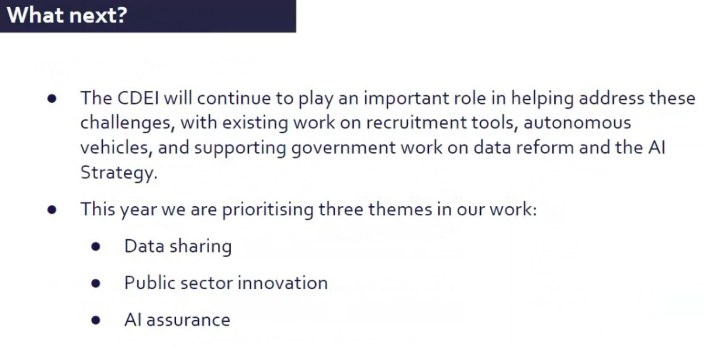 What next?
● The CDEI will continue to play an important role in helping address these
challenges, with existing work on recruitment tools, autonomous
vehicles, and supporting government work on data reform and the AI
Strategy.
● This year we are prioritising three themes in our work:
● Data sharing
● Public sector innovation
● AI assurance